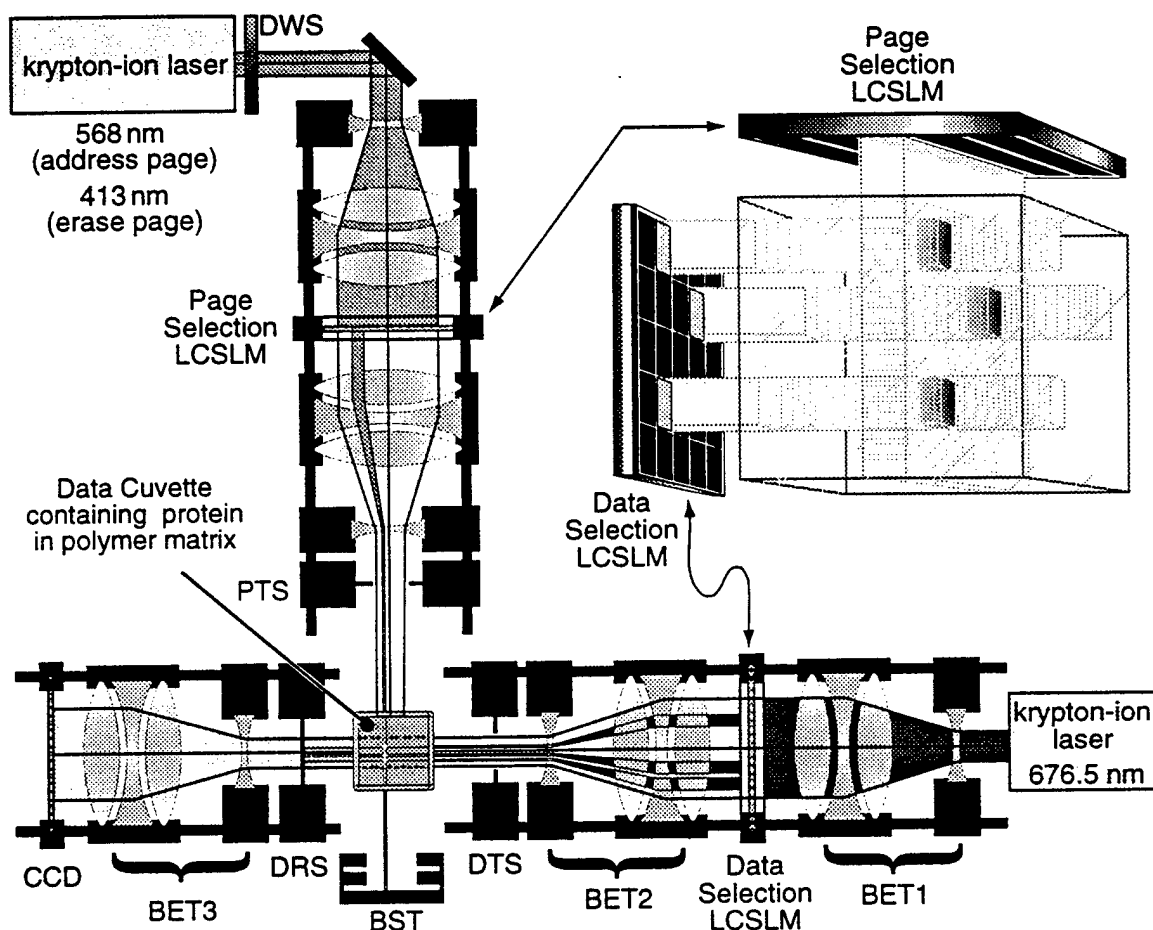 DWS
krypton-ion laser
568 nm
(address page)
413 nm
(erase page)
Page
Selection
LCSLM
Page
Selection
LCSLM
Data Cuvette
containing protein
in polymer matrix
Data
Selection
LCSLM
PTS
krypton-ion
laser
676.5 nm
CCD
BET3
DRS
BST
DTS
BET2
Data
Selection
LCSLM
BET1